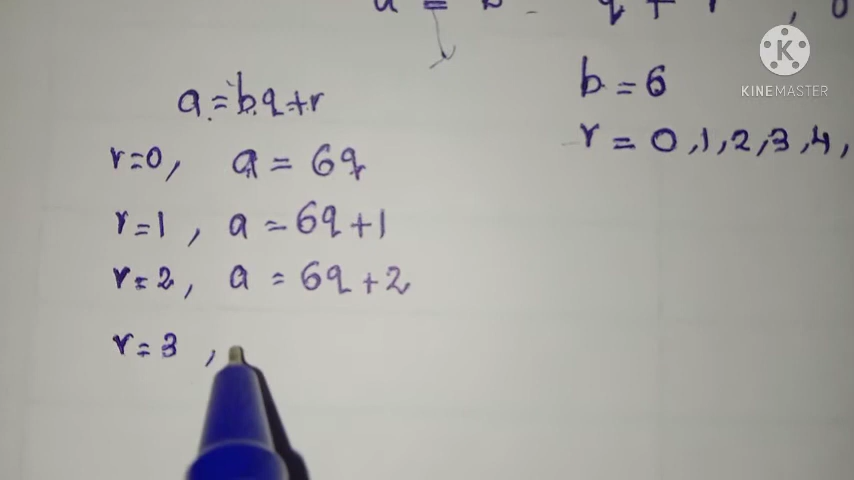 KINEMASTER
a = bq + r
b = 6
r = 0, 1, 2, 3, 4,
r = 0, a = 6q
r = 1, a = 6q + 1
r = 2, a = 6q + 2
r = 3,